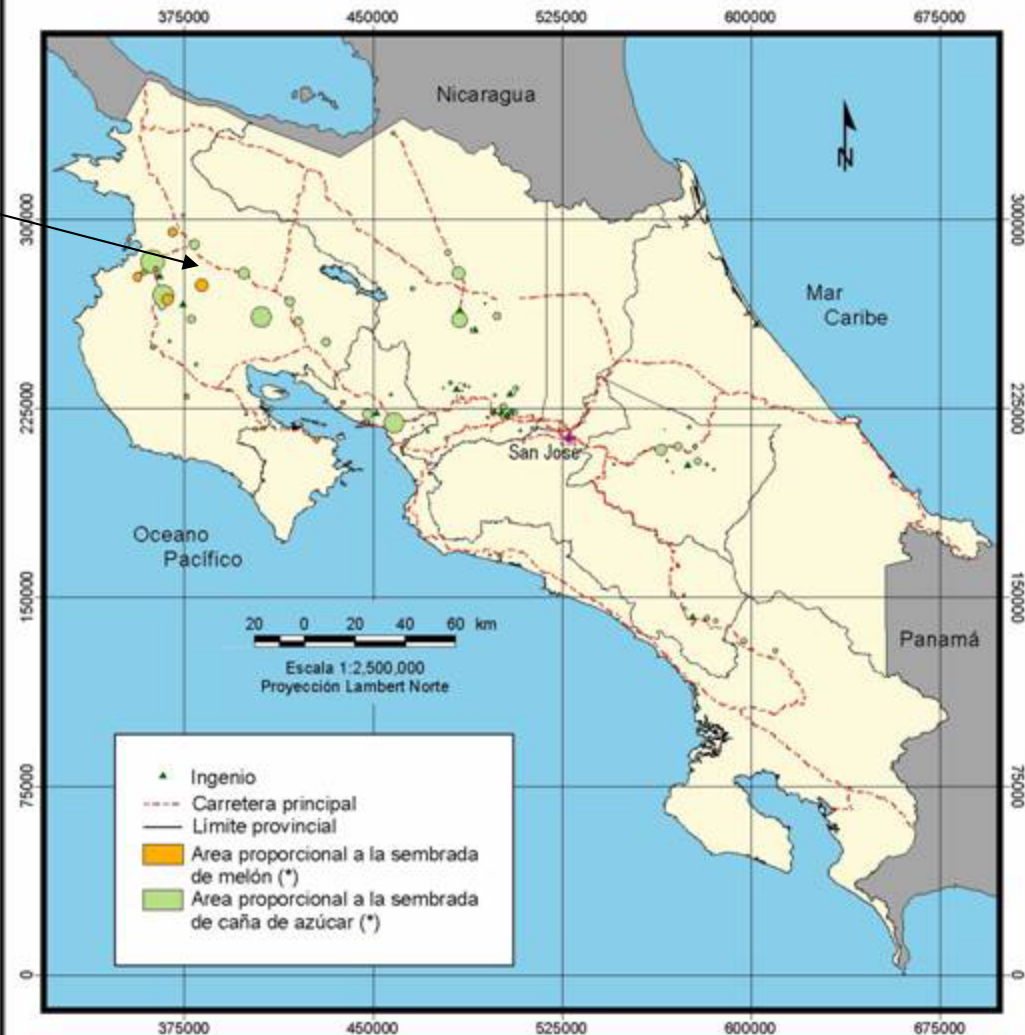 375000 450000 525000 600000 675000
Nicaragua
N
300000 300000
Mar
Caribe
225000 225000
San José
Oceano
Pacífico
150000 150000
20 0 20 40 60 km
Escala 1:2,500,000
Proyección Lambert Norte
Panamá
75000 75000
Ingenio
Carretera principal
Límite provincial
Area proporcional a la sembrada
de melón (*)
Area proporcional a la sembrada
de caña de azúcar (*)
0 0
375000 450000 525000 600000 675000